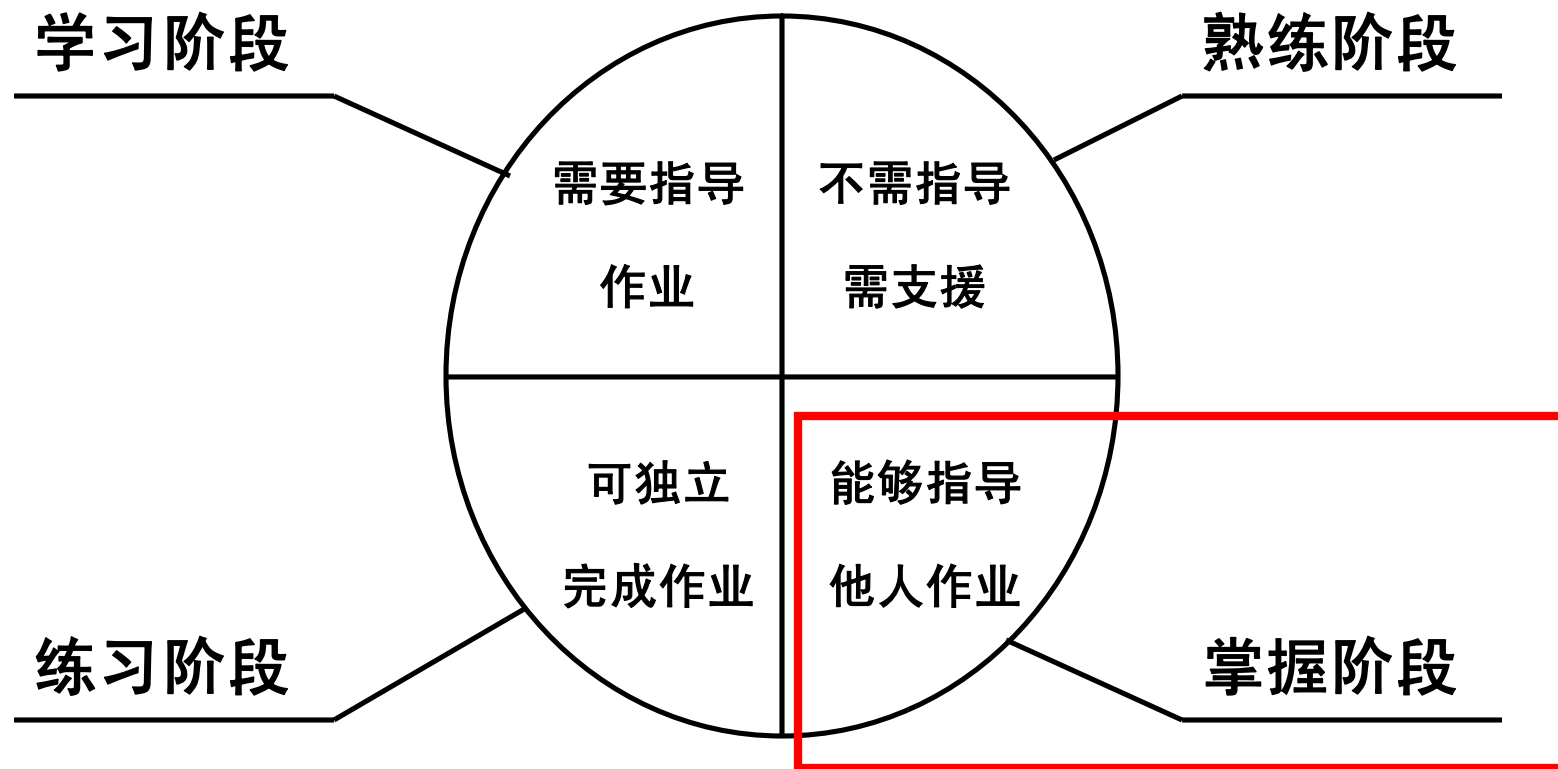 学习阶段
熟练阶段
需要指导
作业
不需指导
需支援
可独立
完成作业
能够指导
他人作业
练习阶段
掌握阶段